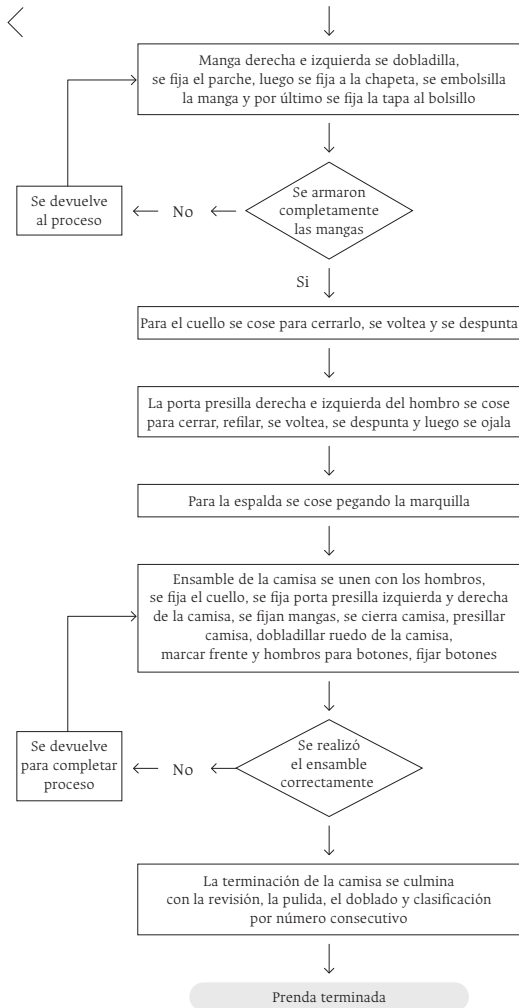 Manga derecha e izquierda se dobladilla,
se fija el parche, luego se fija a la chapeta, se embolsilla
la manga y por último se fija la tapa al bolsillo
Se armaron
completamente
las mangas
No
Se devuelve
al proceso
Si
Para el cuello se cose para cerrarlo, se voltea y se despunta
La porta presilla derecha e izquierda del hombro se cose
para cerrar, refilar, se voltea, se despunta y luego se ojala
Para la espalda se cose pegando la marquilla
Ensamble de la camisa se unen con los hombros,
se fija el cuello, se fija porta presilla izquierda y derecha
de la camisa, se fijan mangas, se cierra camisa, presillar
camisa, dobladillar ruedo de la camisa,
marcar frente y hombros para botones, fijar botones
Se realizó
el ensamble
correctamente
No
Se devuelve
para completar
proceso
La terminación de la camisa se culmina
con la revisión, la pulida, el doblado y clasificación
por número consecutivo
Prenda terminada